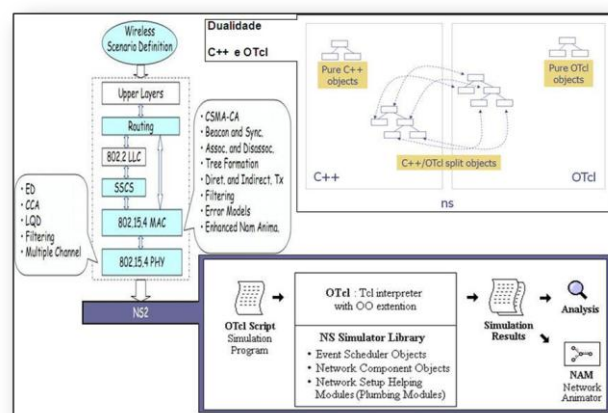 Wireless
Scenario Definition
Upper Layers
Routing
802.2 LLC
SSCS
802.15.4 MAC
802.15.4 PHY
NS2
• ED
• CCA
• LQD
• Filtering
• Multiple Channel
• CSMA-CA
• Beacon and Sync.
• Assoc. and Disassoc.
• Tree Formation
• Diret. and Indirect. Tx
• Filtering
• Error Models
• Enhanced Nam Anima.
Dualidade
C++ e OTcl
Pure C++
objects
Pure OTcl
objects
C++/OTcl split objects
C++
OTcl
ns
OTcl Script
Simulation
Program
OTcl : Tcl interpreter
with OO extention
NS Simulator Library
• Event Scheduler Objects
• Network Component Objects
• Network Setup Helping
Modules (Plumbing Modules)
Simulation
Results
Analysis
NAM
Network
Animator